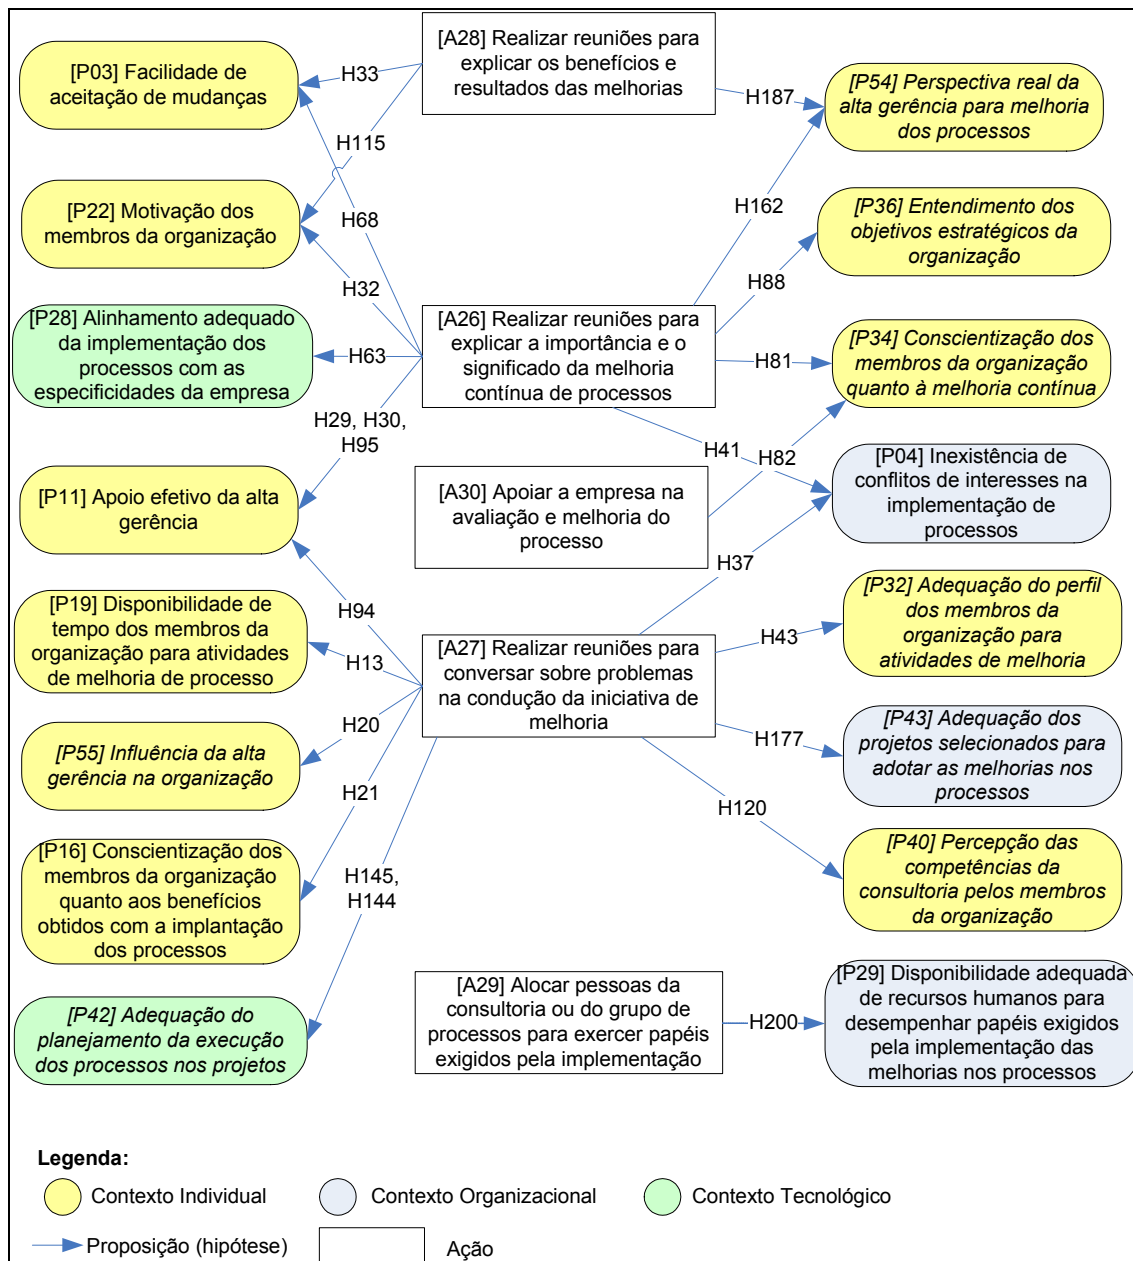 [A28] Realizar reuniões para
explicar os benefícios e
resultados das melhorias
[P03] Facilidade de
aceitação de mudanças
H33
H187
[P54] Perspectiva real da
alta gerência para melhoria
dos processos
H115
[P22] Motivação dos
membros da organização
H68
H162
[P36] Entendimento dos
objetivos estratégicos da
organização
H32
H88
[P28] Alinhamento adequado
da implementação dos
processos com as
especificidades da empresa
H63
[A26] Realizar reuniões para
explicar a importância e o
significado da melhoria
contínua de processos
H81
[P34] Conscientização dos
membros da organização
quanto à melhoria contínua
H29, H30,
H95
H41
H82
[P11] Apoio efetivo da alta
gerência
[A30] Apoiar a empresa na
avaliação e melhoria do
processo
[P04] Inexistência de
conflitos de interesses na
implementação de
processos
H37
H94
[P19] Disponibilidade de
tempo dos membros da
organização para atividades
de melhoria de processo
H13
[A27] Realizar reuniões para
conversar sobre problemas
na condução da iniciativa de
melhoria
H43
[P32] Adequação do perfil
dos membros da
organização para
atividades de melhoria
H20
[P55] Influência da alta
gerência na organização
H177
[P43] Adequação dos
projetos selecionados para
adotar as melhorias nos
processos
H21
H120
[P16] Conscientização dos
membros da organização
quanto aos benefícios
obtidos com a implantação
dos processos
H145,
H144
[P40] Percepção das
competências da
consultoria pelos membros
da organização
[P42] Adequação do
planejamento da execução
dos processos nos projetos
[A29] Alocar pessoas da
consultoria ou do grupo de
processos para exercer papéis
exigidos pela implementação
H200
[P29] Disponibilidade adequada
de recursos humanos para
desempenhar papéis exigidos
pela implementação das
melhorias nos processos
Legenda:
Contexto Individual
Contexto Organizacional
Contexto Tecnológico
Proposição (hipótese)
Ação